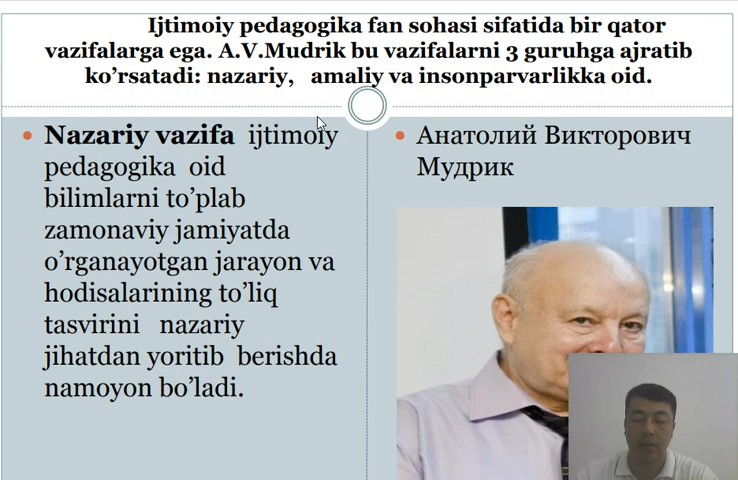 Ijtimoiy pedagogika fan sohasi sifatida bir qator
vazifalarga ega. A.V.Mudrik bu vazifalarni 3 guruhga ajratib
ko’rsatadi: nazariy, amaliy va insonparvarlikka oid.
Nazariy vazifa ijtimoiy
pedagogika oid
bilimlarni to’plab
zamonaviy jamiyatda
o’rganayotgan jarayon va
hodisalarining to’liq
tasvirini nazariy
jihatdan yoritib berishda
namoyon bo’ladi.
Анатолий Викторович
Мудрик